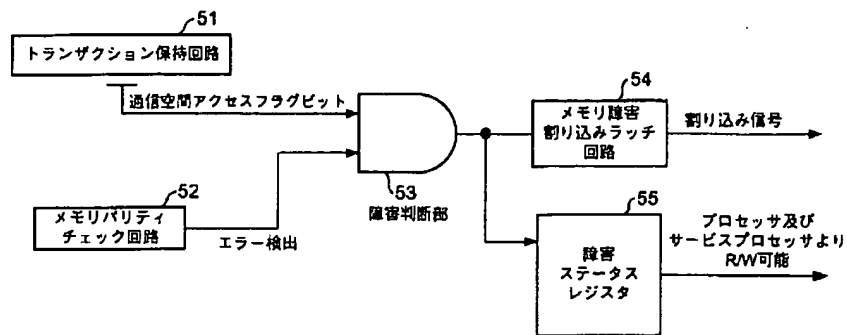 51
トランザクション保持回路
通信空間アクセスフラグビット
54
メモリ障害
割り込みラッチ
回路
割り込み信号
53
障害判断部
52
メモリパリティ
チェック回路
エラー検出
55
障害
ステータス
レジスタ
プロセッサ及び
サービスプロセッサより
R/W可能